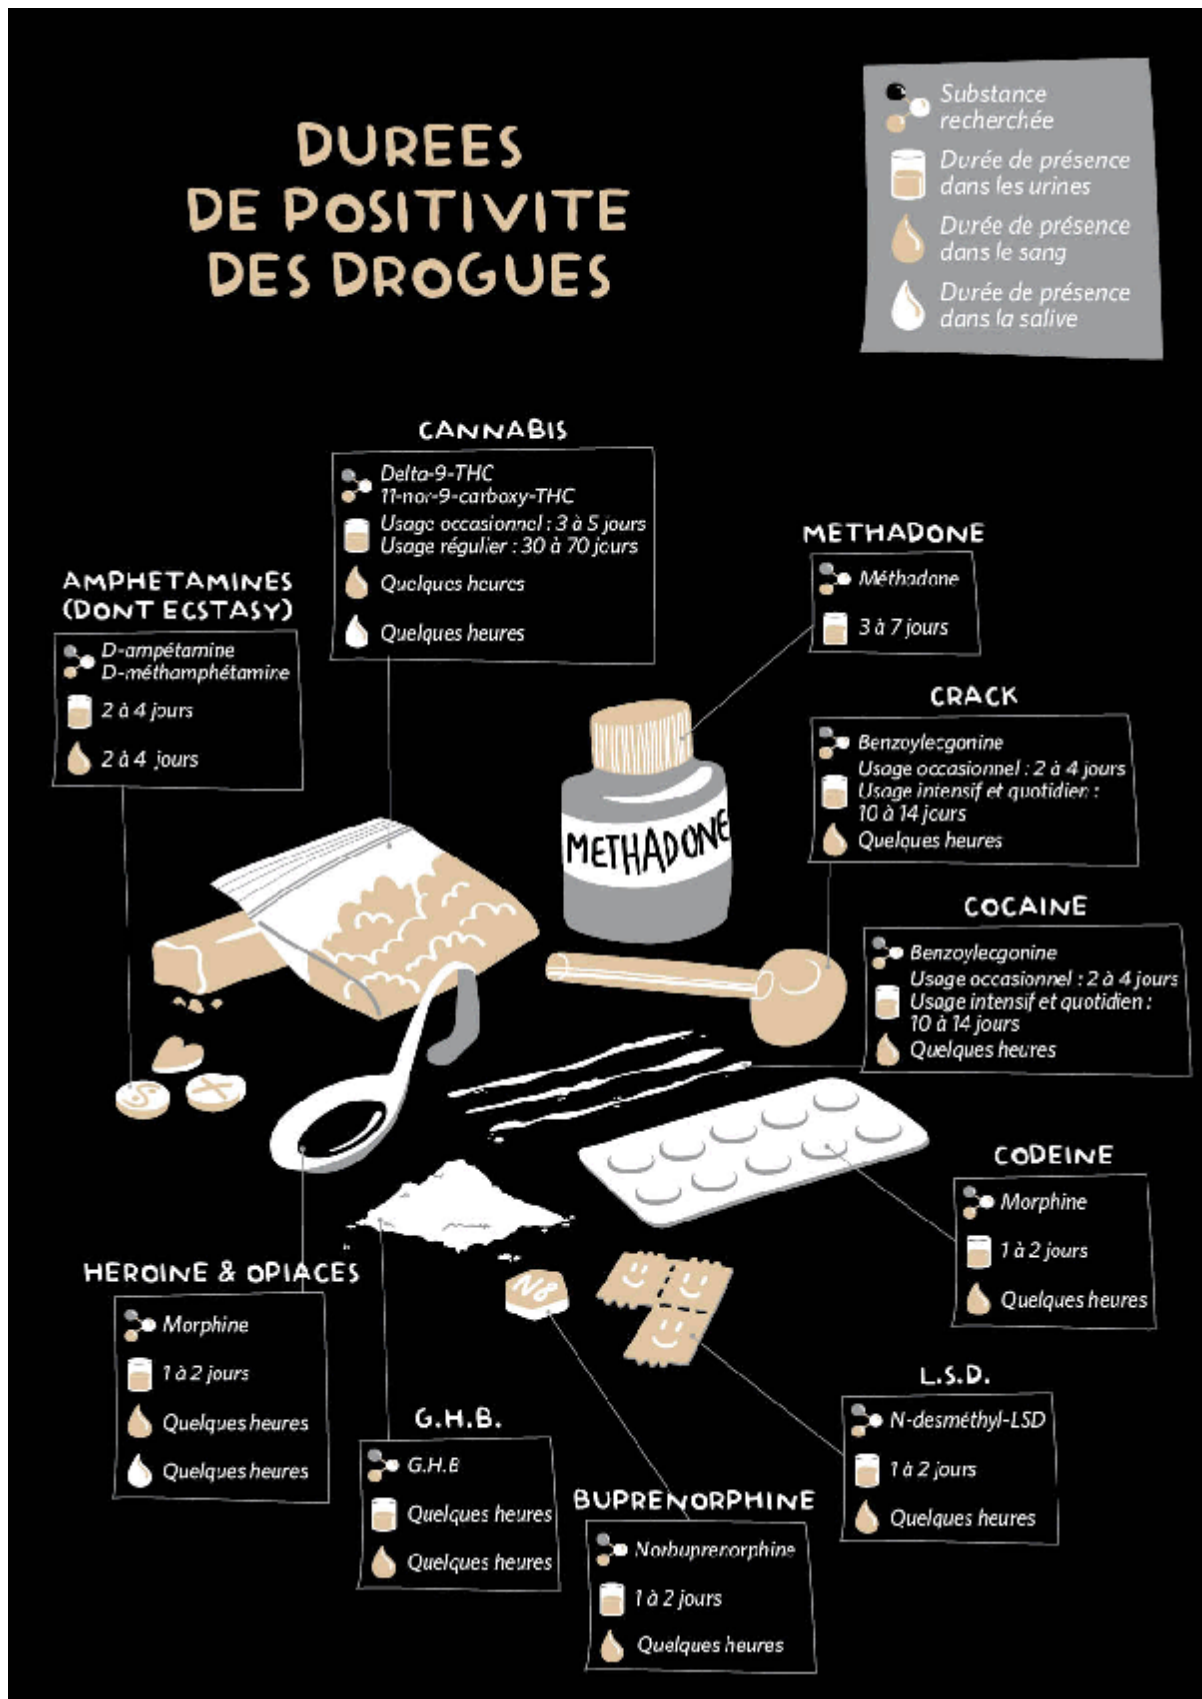 DUREES
DE POSITIVITE
DES DROGUES
Substance
recherchée
Durée de présence
dans les urines
Durée de présence
dans le sang
Durée de présence
dans la salive
CANNABIS
Delta-9-THC
11-nor-9-carboxy-THC
Usage occasionnel : 3 à 5 jours
Usage régulier : 30 à 70 jours
Quelques heures
Quelques heures
METHADONE
Méthadone
3 à 7 jours
AMPHETAMINES
(DONT ECSTASY)
D-ampétamine
D-méthamphétamine
2 à 4 jours
2 à 4 jours
CRACK
Benzoylecgonine
Usage occasionnel : 2 à 4 jours
Usage intensif et quotidien :
10 à 14 jours
Quelques heures
METHADONE
COCAINE
Benzoylecgonine
Usage occasionnel : 2 à 4 jours
Usage intensif et quotidien :
10 à 14 jours
Quelques heures
S
X
CODEINE
Morphine
1 à 2 jours
Quelques heures
HEROINE & OPIACES
Morphine
1 à 2 jours
Quelques heures
Quelques heures
N8
L.S.D.
N-desméthyl-LSD
1 à 2 jours
Quelques heures
G.H.B.
G.H.B
Quelques heures
Quelques heures
BUPRENORPHINE
Norbuprenorphine
1 à 2 jours
Quelques heures